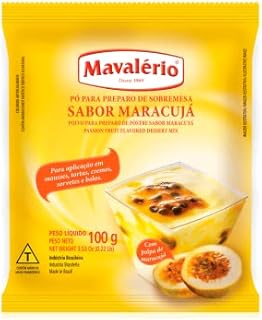 Mavalério
Desde 1989
PÓ PARA PREPARO DE SOBREMESA
SABOR MARACUJÁ
POLVO PARA PREPARO DE POSTRE SABOR MARACUYÁ
PASSION FRUIT FLAVORED DESSERT MIX
Para aplicação em
mousses, tortas, cremes,
sorvetes e bolos.
PESO LÍQUIDO
PESO NETO
100 g
NET WEIGHT 3.53 Oz (0.22 Lb)
Indústria Brasileira
Industria Brasileña
Made in Brazil
T
Com
polpa de
maracujá